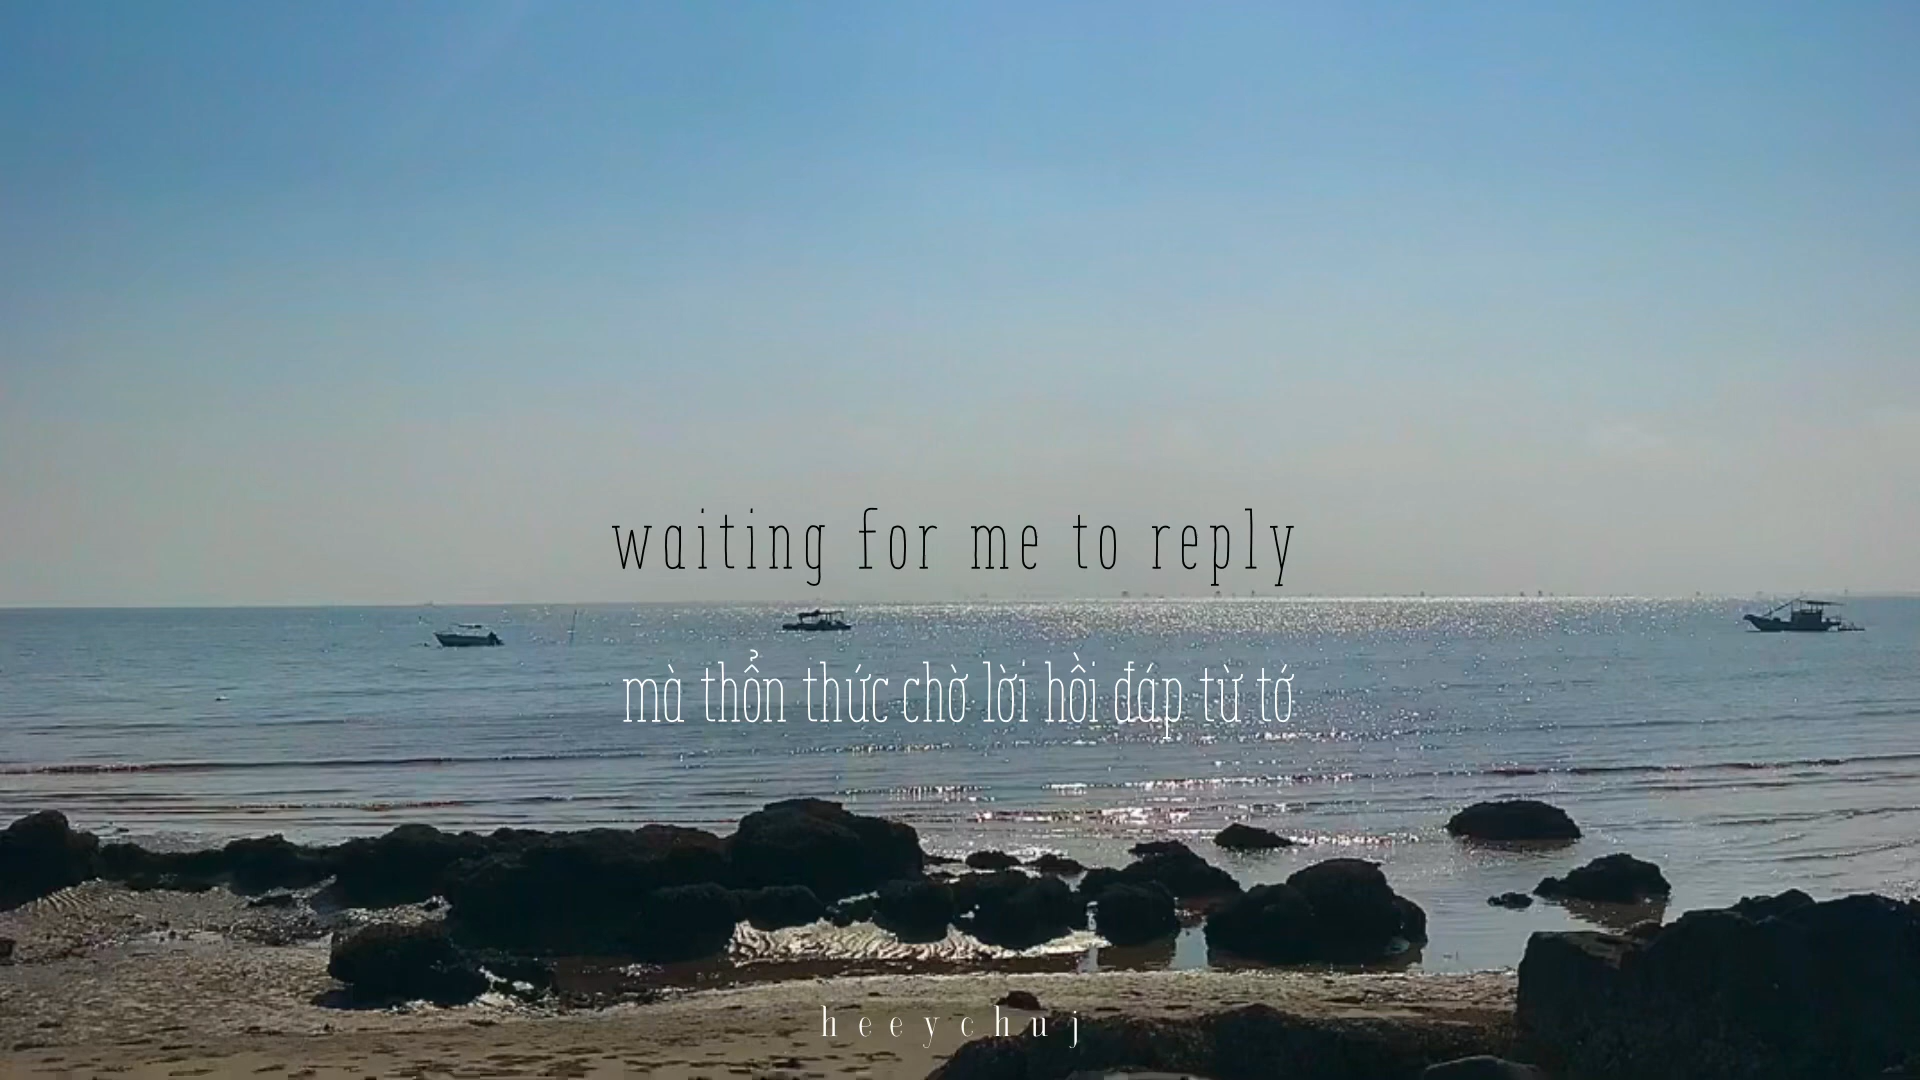 waiting for me to reply
mà thổn thức chờ lời hồi đáp từ tớ
heeychuj